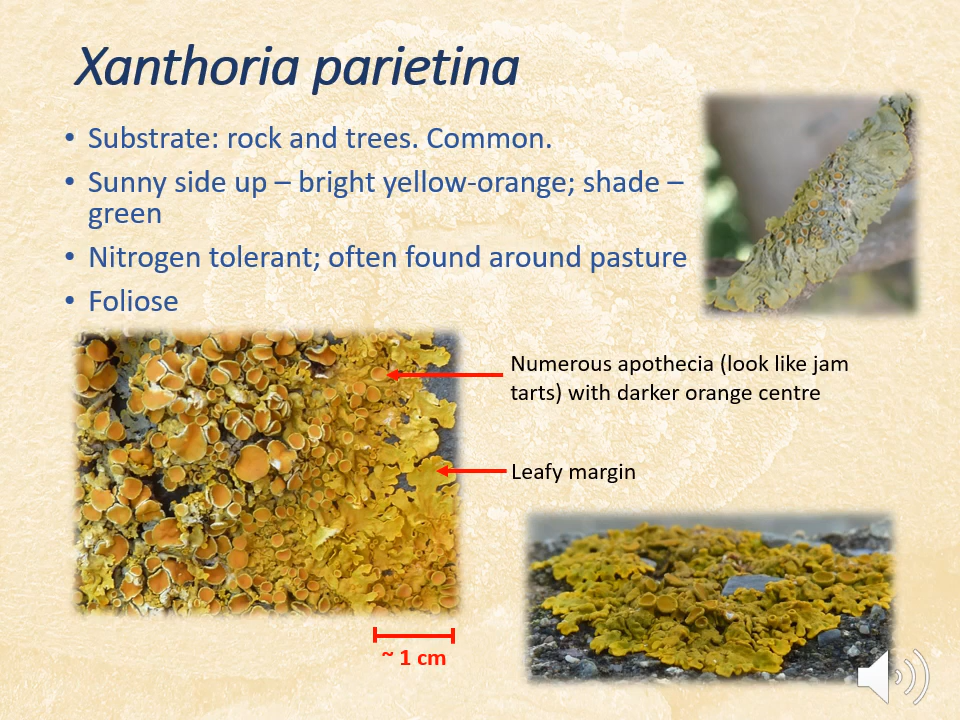 Xanthoria parietina
• Substrate: rock and trees. Common.
• Sunny side up – bright yellow-orange; shade –
green
• Nitrogen tolerant; often found around pasture
• Foliose
Numerous apothecia (look like jam
tarts) with darker orange centre
Leafy margin
~ 1 cm